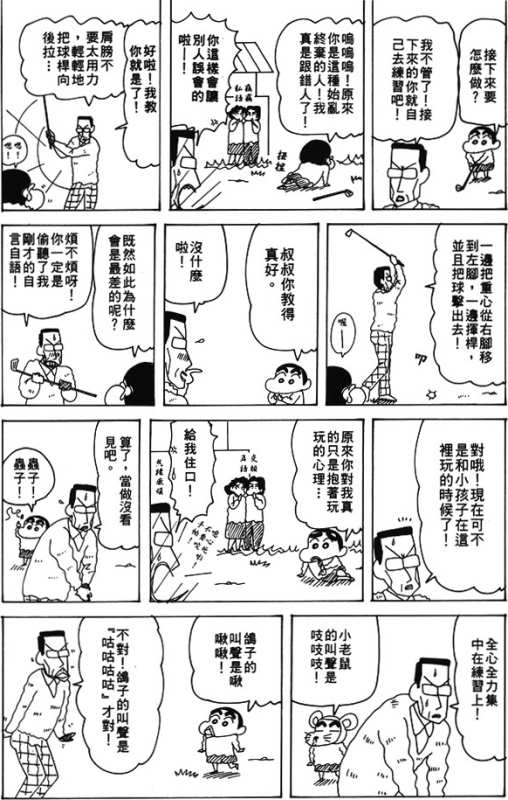 接下來要
怎麼做?
我不管了!接
下來的你就自
己去練習吧!
嗚嗚嗚!原來
你是這種始亂
終棄的人!我
真是跟錯人了!
你這樣會讓
別人誤會的
啦——!
竊竊
私語
好啦!我教
你就是了!
肩膀不
要太用力
,輕輕地
把球桿向
後拉…
嗯!
嗯!
一邊把重心從右腳移
到左腳,一邊揮桿,
並且把球擊出去!
喔——
叔叔你教得
真好。
沒什麼
啦!
既然如此為什麼
會是最差的呢?
煩不煩呀!
你一定是
偷聽了我
剛才的自
言自語!
對哦!現在可不
是和小孩子在這
裡玩的時候了!
原來你對我真
的只是抱著玩
玩的心理…
給我住口!
算了,當做沒看
見吧。
蟲子!
蟲子!
全心全力集
中在練習上!
小老鼠
的叫聲是
吱吱吱!
鴿子的
叫聲是啾
啾啾!
不對!鴿子的叫聲是
『咕咕咕咕』才對!